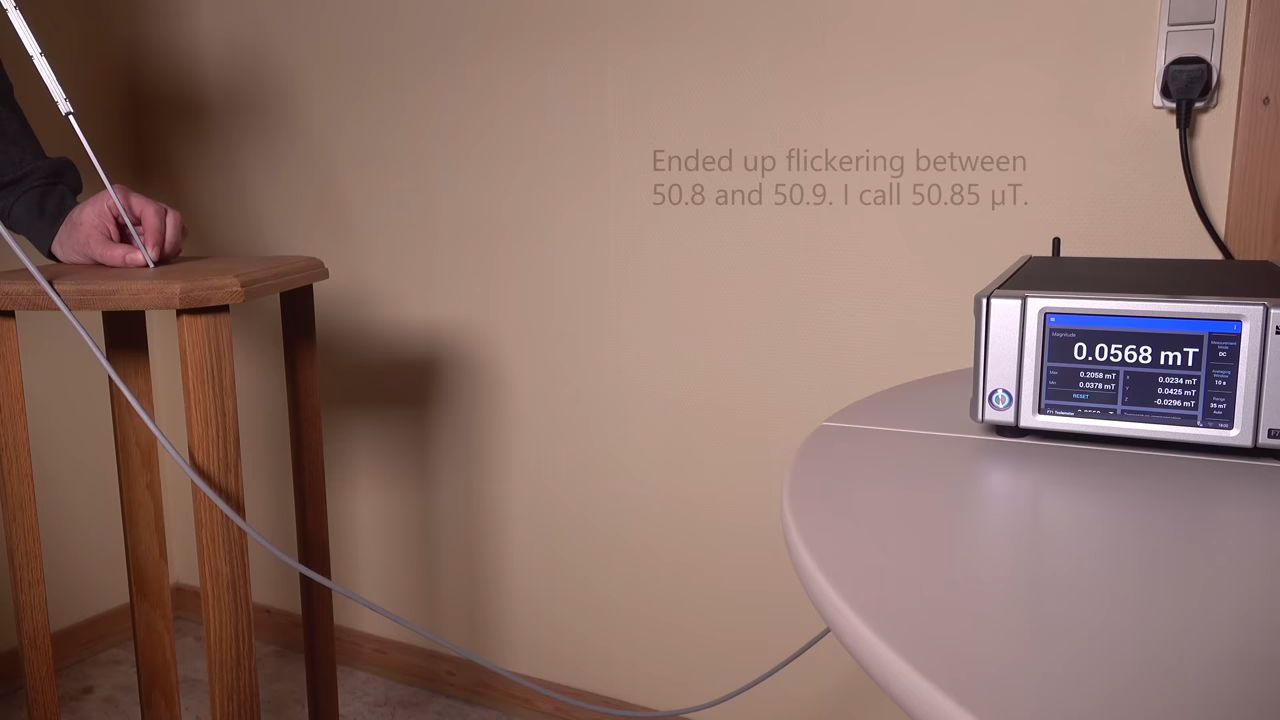 Ended up flickering between
50.8 and 50.9. I call 50.85 µT.
Magnitude
0.0568 mT
Max 0.2058 mT
Min 0.0378 mT
RESET
X 0.0234 mT
Y 0.0425 mT
Z -0.0296 mT
Measurement
Mode
DC
Averaging
Window
10 s
Range
35 mT
Auto
F71 Teslameter